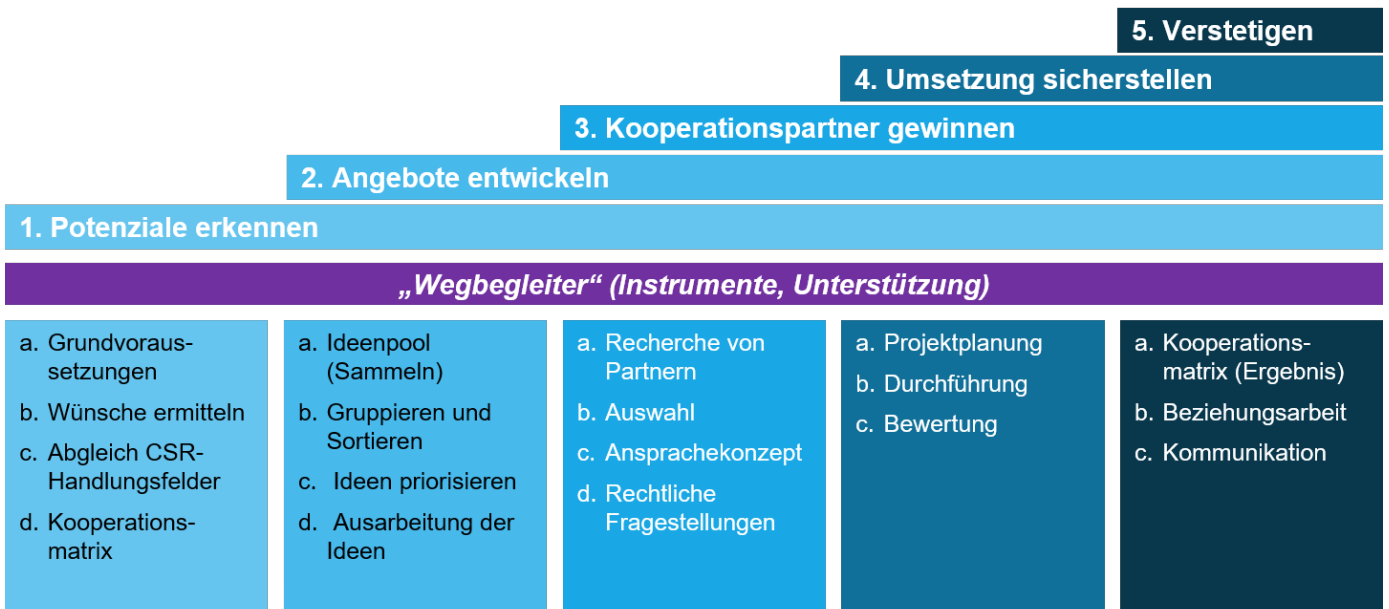 5. Verstetigen
4. Umsetzung sicherstellen
3. Kooperationspartner gewinnen
2. Angebote entwickeln
1. Potenziale erkennen
„Wegbegleiter“ (Instrumente, Unterstützung)
a. Grundvoraus-
setzungen
b. Wünsche ermitteln
c. Abgleich CSR-
Handlungsfelder
d. Kooperations-
matrix
a. Ideenpool
(Sammeln)
b. Gruppieren und
Sortieren
c. Ideen priorisieren
d. Ausarbeitung der
Ideen
a. Recherche von
Partnern
b. Auswahl
c. Ansprachekonzept
d. Rechtliche
Fragestellungen
a. Projektplanung
b. Durchführung
c. Bewertung
a. Kooperations-
matrix (Ergebnis)
b. Beziehungsarbeit
c. Kommunikation